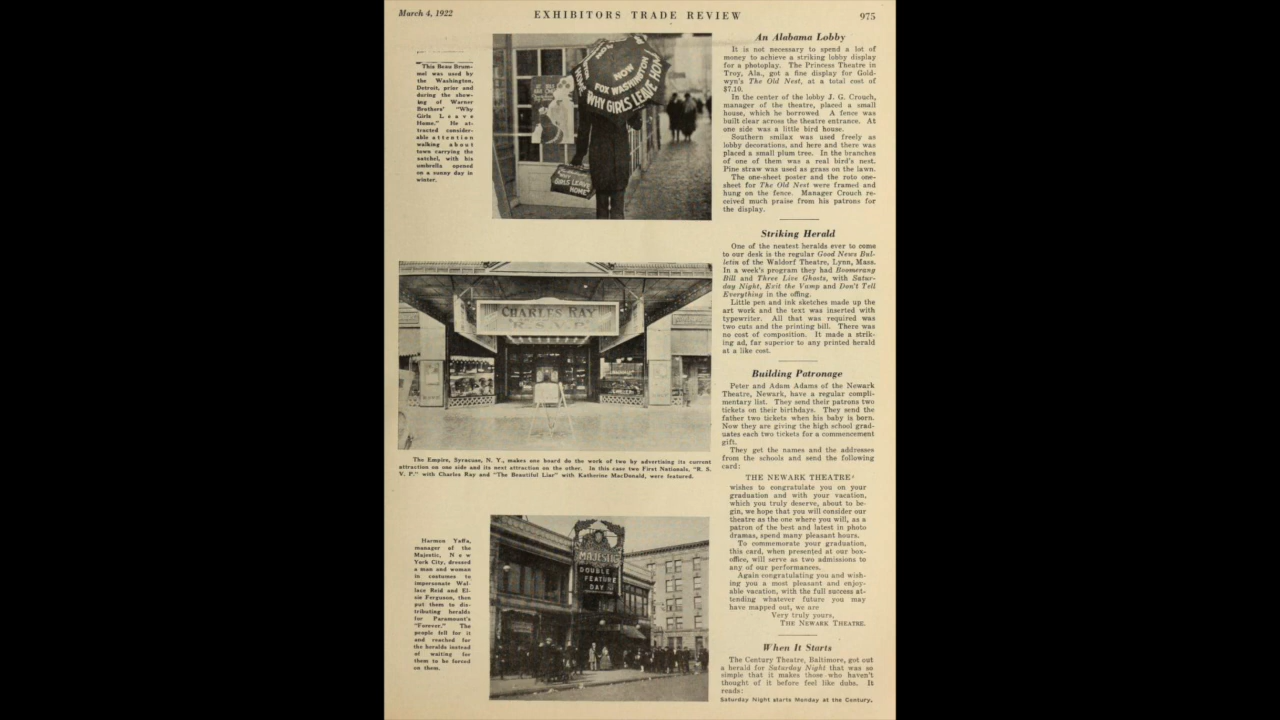 March 4, 1922
EXHIBITORS TRADE REVIEW
975
This Beau Brum-
mel was used by
the Washington,
Detroit, prior and
during the show-
ing of Warner
Brothers' "Why
Girls Leave
Home." He at-
tracted consider-
able attention
walking about
town carrying the
satchel, with his
umbrella opened
on a sunny day in
winter.
NOW
FOX WASHINGTON
WHY GIRLS LEAVE HOME
WHY
GIRLS LEAVE
HOME
CHARLES RAY
R.S.V.P.
The Empire, Syracuse, N. Y., makes one beard do the work of two by advertising its current
attraction on one side and its next attraction on the other. In this case two First Nationals, "R. S.
V. P." with Charles Ray and "The Beautiful Liar" with Katherine MacDonald, were featured.
Harmon Yaffa,
manager of the
Majestic, New
York City, dressed
a man and woman
in costumes to
impersonate Wal-
lace Reid and El-
sie Ferguson, then
put them to dis-
tributing heralds
for Paramount's
"Forever." The
people fell for it
and reached for
the heralds instead
of waiting for
them to be forced
on them.
MAJESTIC
DOUBLE
FEATURE
DAY
An Alabama Lobby
It is not necessary to spend a lot of
money to achieve a striking lobby display
for a photoplay. The Princess Theatre in
Troy, Ala., got a fine display for Gold-
wyn's The Old Nest, at a total cost of
$7.10.
In the center of the lobby J. G. Crouch,
manager of the theatre, placed a small
house, which he borrowed. A fence was
built clear across the theatre entrance. At
one side was a little bird house.
Southern smilax was used freely as
lobby decorations, and here and there was
placed a small plum tree. In the branches
of one of them was a real bird's nest.
Pine straw was used as grass on the lawn.
The one-sheet poster and the roto one-
sheet for The Old Nest were framed and
hung on the fence. Manager Crouch re-
ceived much praise from his patrons for
the display.
Striking Herald
One of the neatest heralds ever to come
to our desk is the regular Good News Bul-
letin of the Waldorf Theatre, Lynn, Mass.
In a week's program they had Boomerang
Bill and Three Live Ghosts, with Satur-
day Night, Exit the Vamp and Don't Tell
Everything in the offing.
Little pen and ink sketches made up the
art work and the text was inserted with
typewriter. All that was required was
two cuts and the printing bill. There was
no cost of composition. It made a strik-
ing ad, far superior to any printed herald
at a like cost.
Building Patronage
Peter and Adam Adams of the Newark
Theatre, Newark, have a regular compli-
mentary list. They send their patrons two
tickets on their birthdays. They send the
father two tickets when his baby is born.
Now they are giving the high school grad-
uates each two tickets for a commencement
gift.
They get the names and the addresses
from the schools and send the following
card:
THE NEWARK THEATRE
wishes to congratulate you on your
graduation and with your vacation,
which you truly deserve, about to be-
gin, we hope that you will consider our
theatre as the one where you will, as a
patron of the best and latest in photo
dramas, spend many pleasant hours.
To commemorate your graduation,
this card, when presented at our box-
office, will serve as two admissions to
any of our performances.
Again congratulating you and wish-
ing you a most pleasant and enjoy-
able vacation, with the full success at-
tending whatever future you may
have mapped out, we are
Very truly yours,
THE NEWARK THEATRE.
When It Starts
The Century Theatre, Baltimore, got out
a herald for Saturday Night that was so
simple that it makes those who haven't
thought of it before feel like dubs. It
reads:
Saturday Night starts Monday at the Century.